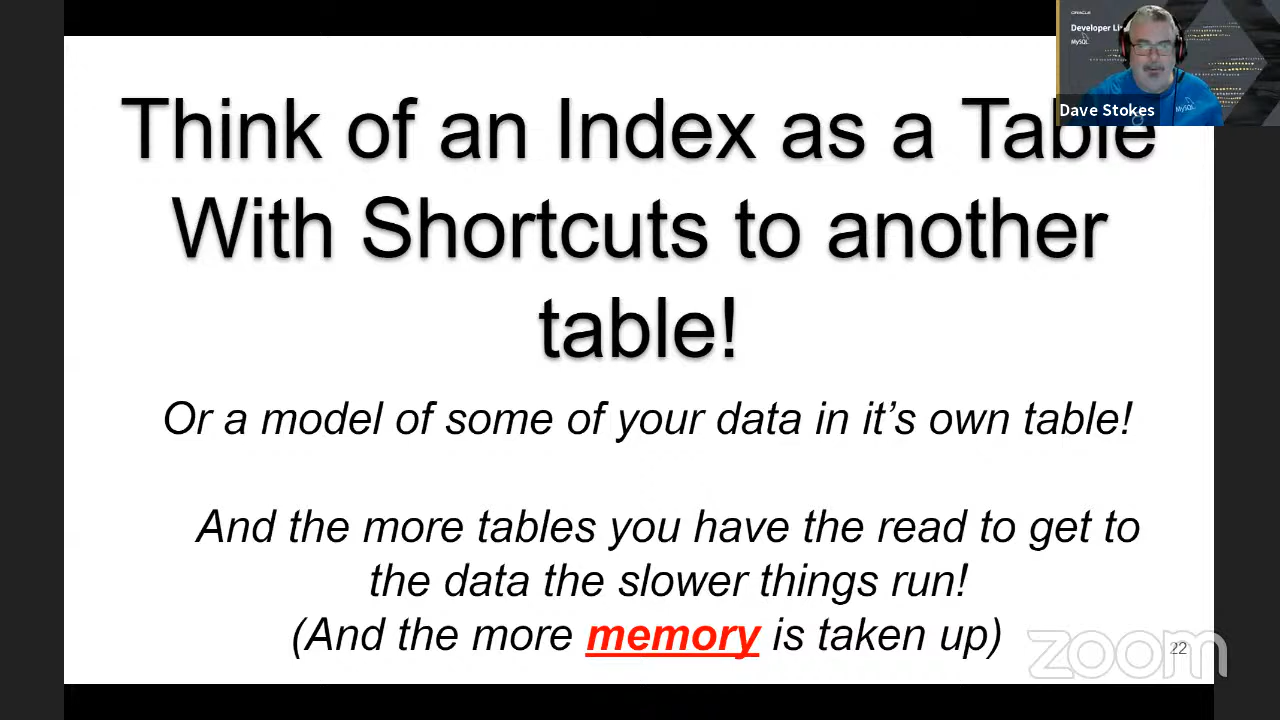 ORACLE
Developer Li
MySQL
MySQL
Dave Stokes
Think of an Index as a Table
With Shortcuts to another
table!
Or a model of some of your data in it’s own table!
And the more tables you have the read to get to
the data the slower things run!
(And the more memory is taken up)
zoom
22